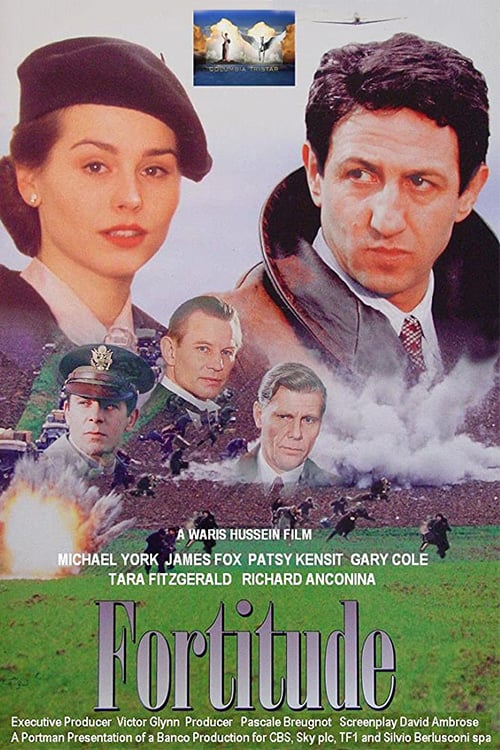 COLUMBIA TRISTAR
A WARIS HUSSEIN FILM
MICHAEL YORK JAMES FOX PATSY KENSIT GARY COLE
TARA FITZGERALD RICHARD ANCONINA
Fortitude
Executive Producer Victor Glynn Producer Pascale Breugnot Screenplay David Ambrose
A Portman Presentation of a Banco Production for CBS, Sky plc, TF1 and Silvio Berlusconi spa